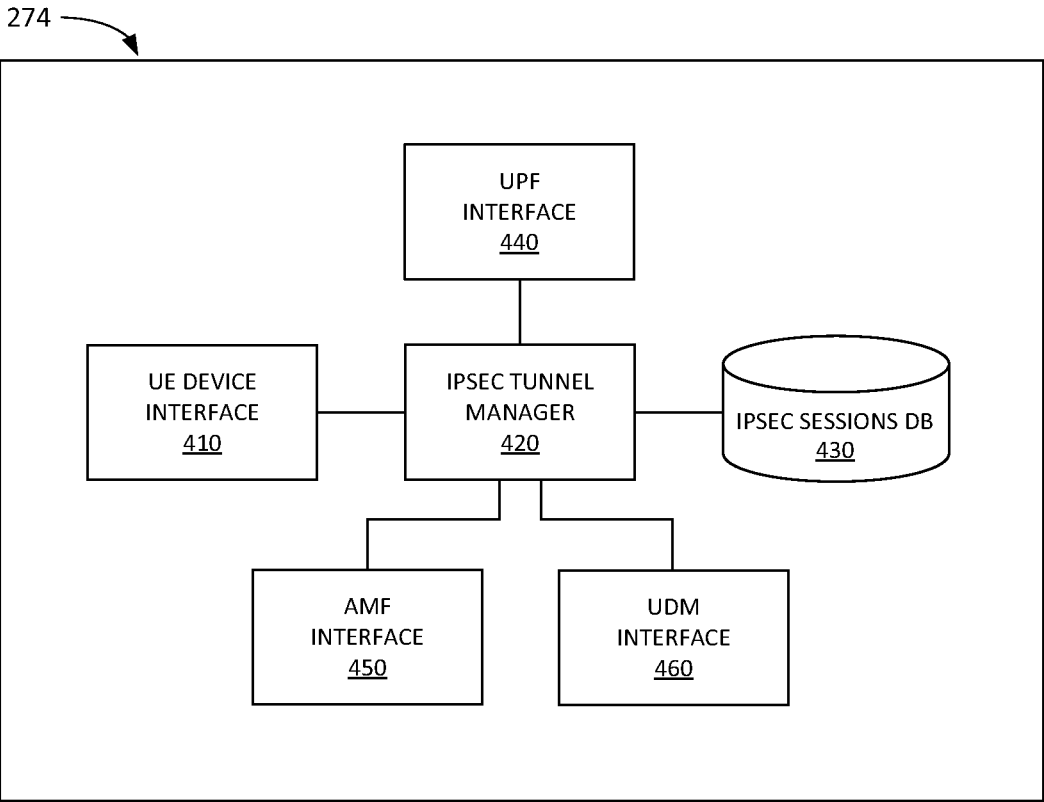 274
UPF
INTERFACE
440
UE DEVICE
INTERFACE
410
IPSEC TUNNEL
MANAGER
420
IPSEC SESSIONS DB
430
AMF
INTERFACE
450
UDM
INTERFACE
460